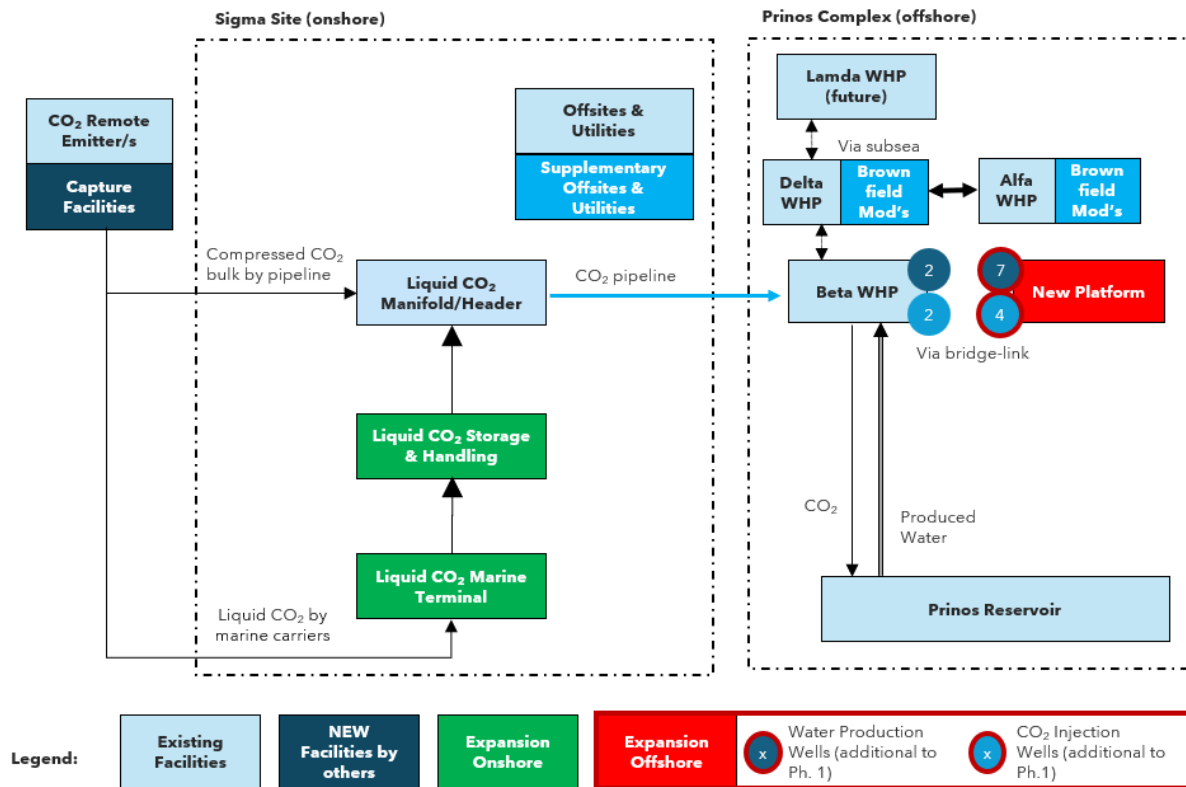 Sigma Site (onshore)
Prinos Complex (offshore)
CO₂ Remote
Emitter/s
Capture
Facilities
Offsites &
Utilities
Supplementary
Offsites &
Utilities
Lamda WHP
(future)
Via subsea
Delta
WHP
Brown
field
Mod's
Alfa
WHP
Brown
field
Mod's
Compressed CO₂
bulk by pipeline
Liquid CO₂
Manifold/Header
CO₂ pipeline
Beta WHP
2
2
7
4
New Platform
Via bridge-link
Liquid CO₂ Storage
& Handling
CO₂
Produced
Water
Liquid CO₂ Marine
Terminal
Liquid CO₂ by
marine carriers
Prinos Reservoir
Legend:
Existing
Facilities
NEW
Facilities by
others
Expansion
Onshore
Expansion
Offshore
x
Water Production
Wells (additional to
Ph. 1)
x
CO₂ Injection
Wells (additional to
Ph.1)